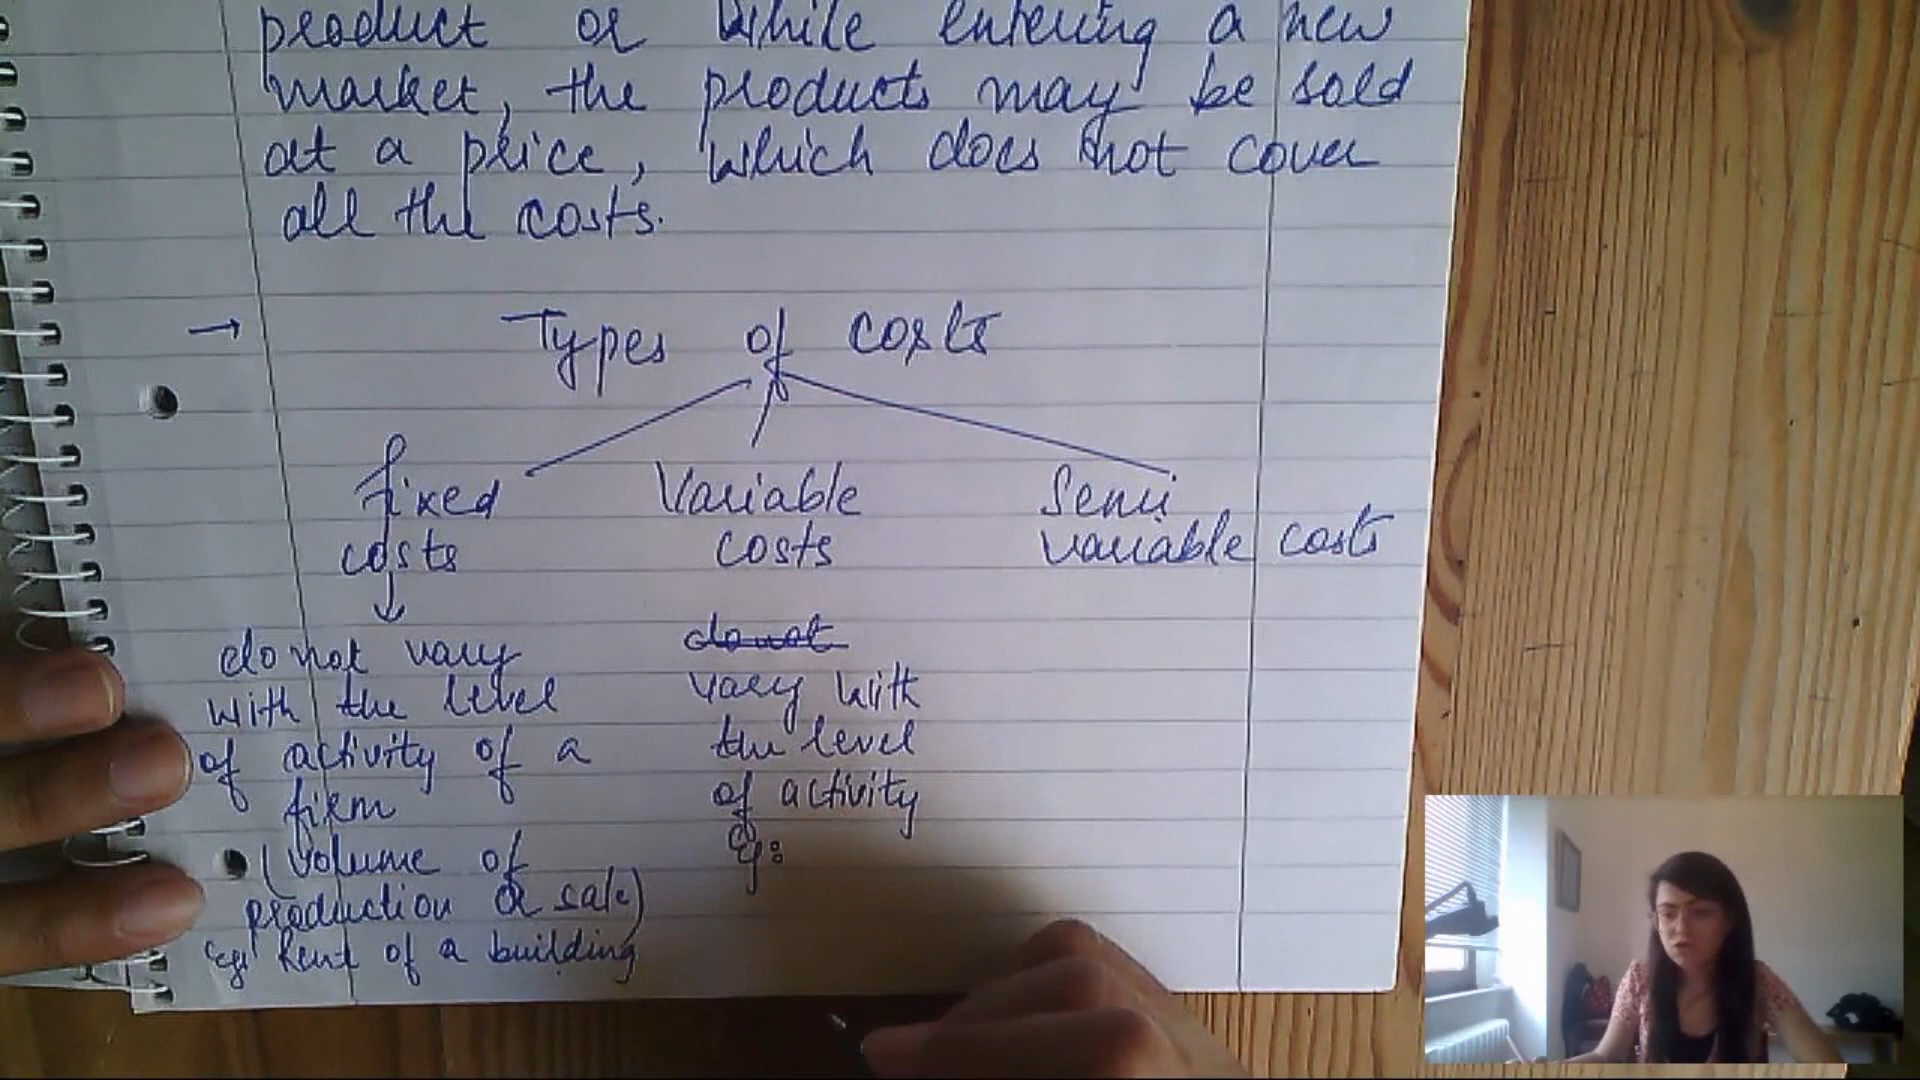 product or while entering a new
market, the products may be sold
at a price, which does not cover
all the costs.
→ Types of costs
fixed
costs
do not vary
with the level
of activity of a
firm
(volume of
production or sale)
eg: Rent of a building
Variable
costs
do not
vary with
the level
of activity
eg:
Semi
variable costs